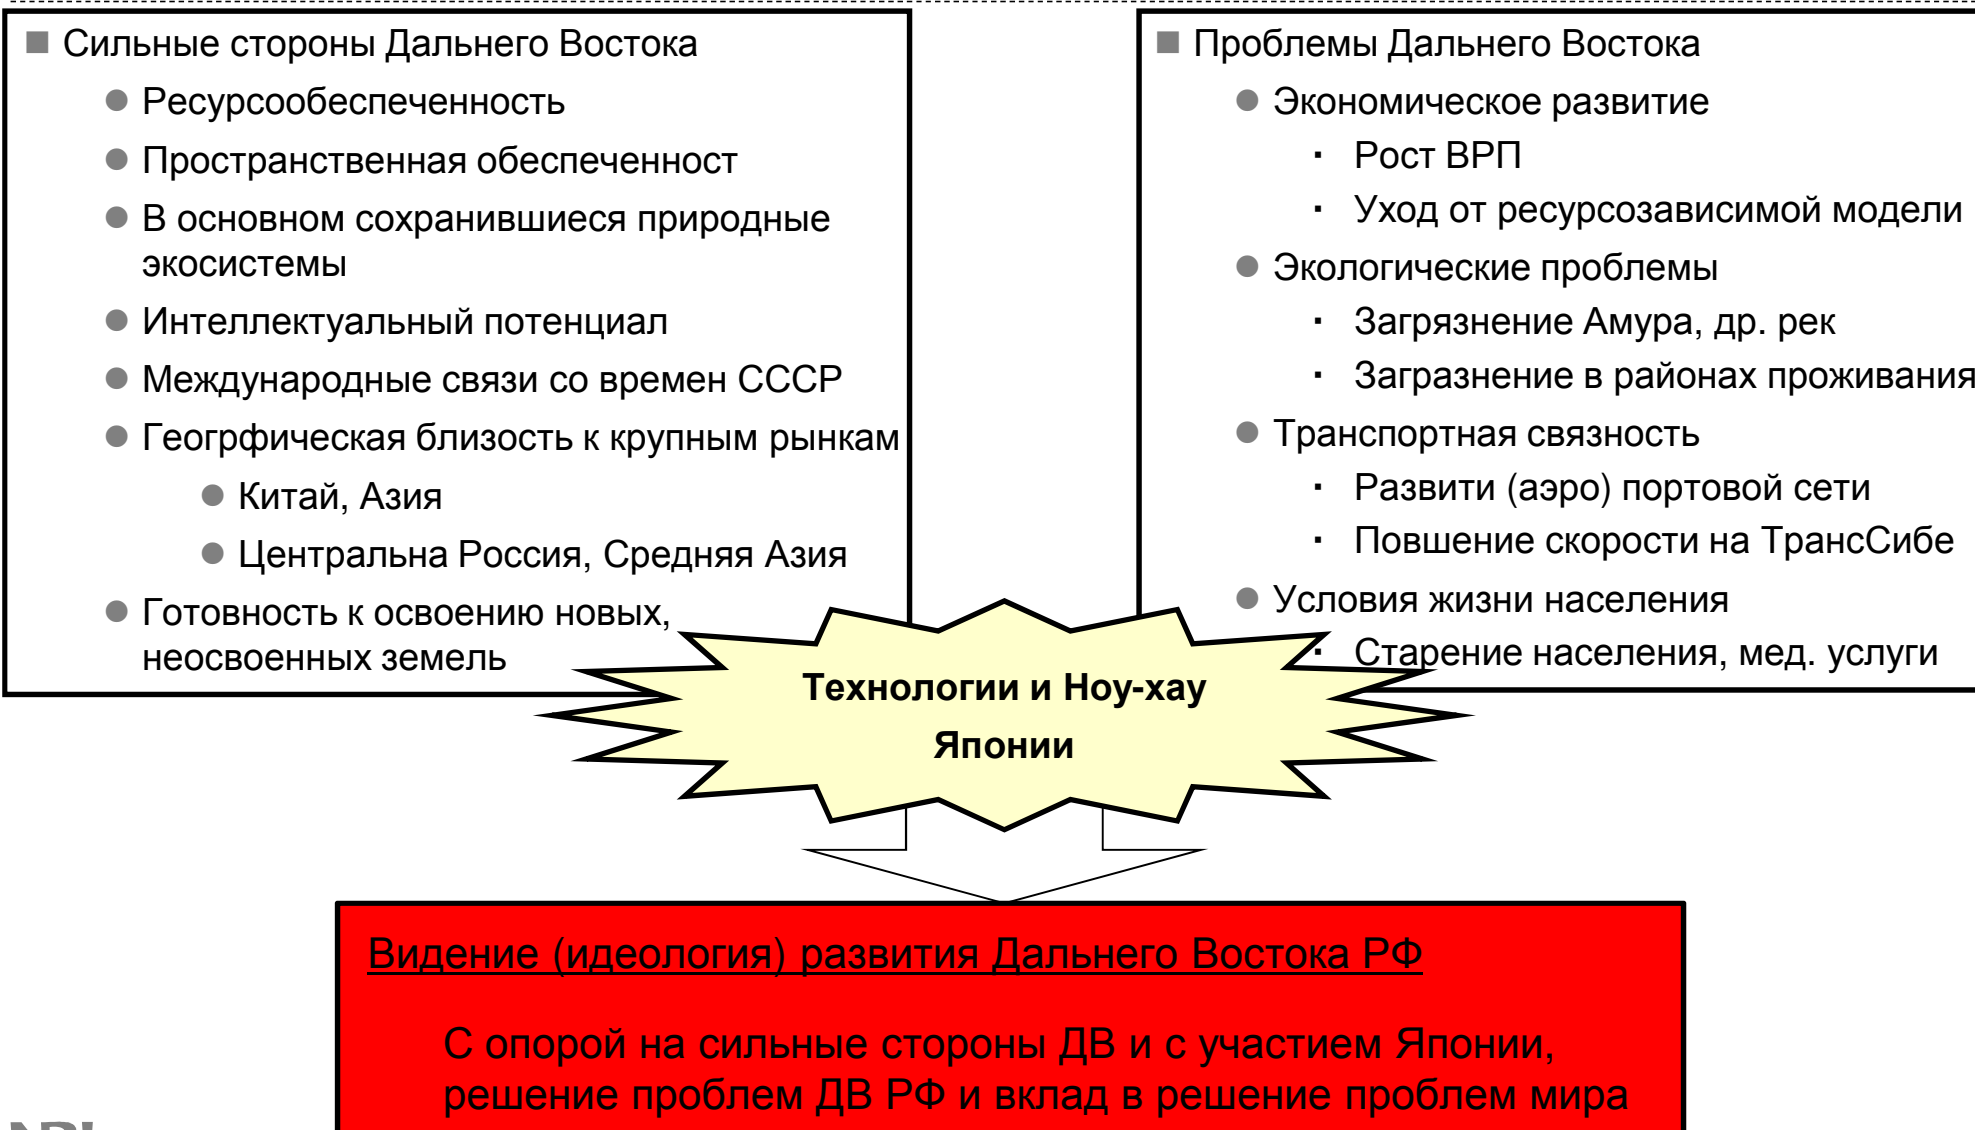 Сильные стороны Дальнего Востока
Ресурсообеспеченность
Пространственная обеспеченност
В основном сохранившиеся природные
экосистемы
Интеллектуальный потенциал
Международные связи со времен СССР
Геогрфическая близость к крупным рынкам
Китай, Азия
Центральна Россия, Средняя Азия
Готовность к освоению новых,
неосвоенных земель
Проблемы Дальнего Востока
Экономическое развитие
Рост ВРП
Уход от ресурсозависимой модели
Экологические проблемы
Загрязнение Амура, др. рек
Загразнение в районах проживания
Транспортная связность
Развити (аэро) портовой сети
Повшение скорости на ТрансСибе
Условия жизни населения
Старение населения, мед. услуги
Технологии и Ноу-хау
Японии
Видение (идеология) развития Дальнего Востока РФ
С опорой на сильные стороны ДВ и с участием Японии,
решение проблем ДВ РФ и вклад в решение проблем мира